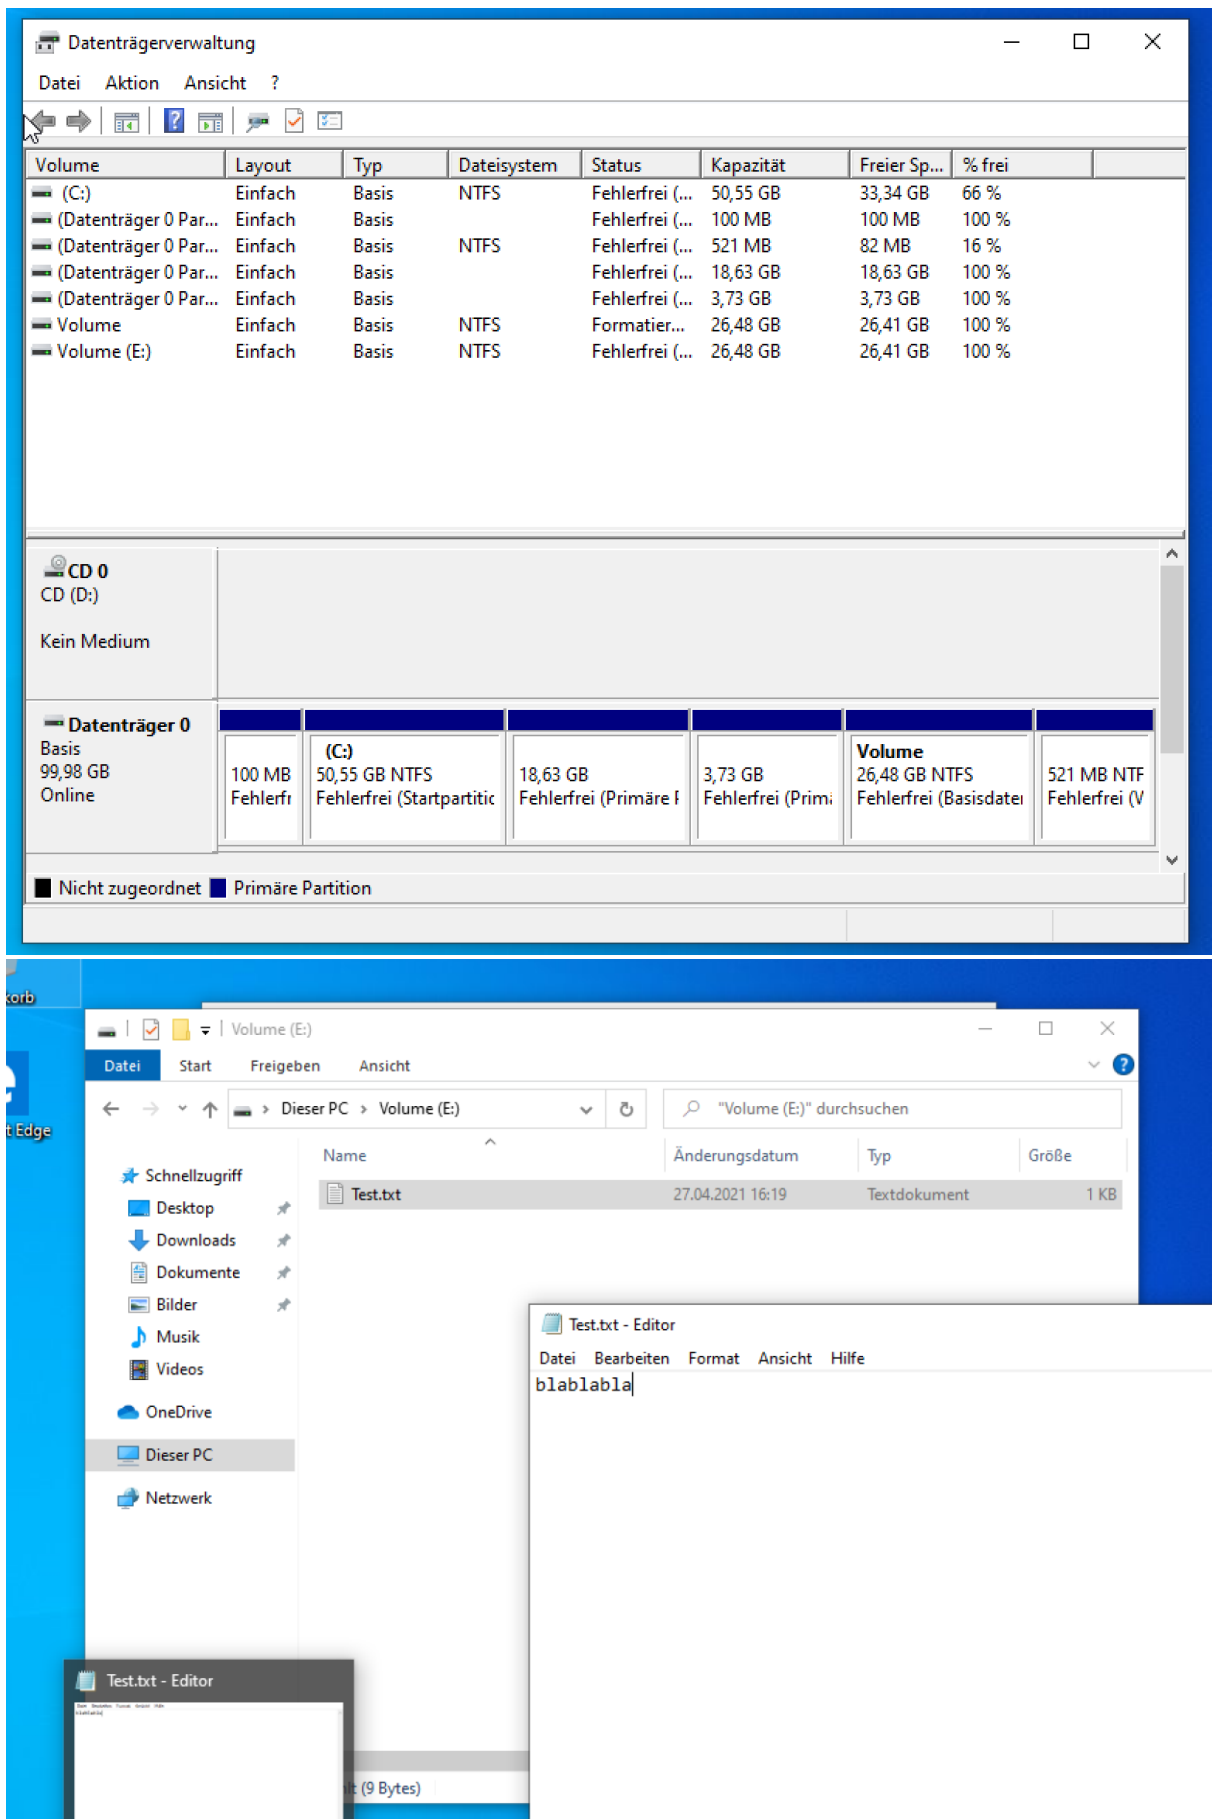 Datenträgerverwaltung
Datei Aktion Ansicht ?
Volume Layout Typ Dateisystem Status Kapazität Freier Sp... % frei
(C:) Einfach Basis NTFS Fehlerfrei (... 50,55 GB 33,34 GB 66 %
(Datenträger 0 Par... Einfach Basis Fehlerfrei (... 100 MB 100 MB 100 %
(Datenträger 0 Par... Einfach Basis NTFS Fehlerfrei (... 521 MB 82 MB 16 %
(Datenträger 0 Par... Einfach Basis Fehlerfrei (... 18,63 GB 18,63 GB 100 %
(Datenträger 0 Par... Einfach Basis Fehlerfrei (... 3,73 GB 3,73 GB 100 %
Volume Einfach Basis NTFS Formatier... 26,48 GB 26,41 GB 100 %
Volume (E:) Einfach Basis NTFS Fehlerfrei (... 26,48 GB 26,41 GB 100 %
CD 0
CD (D:)
Kein Medium
Datenträger 0
Basis
99,98 GB
Online
100 MB
Fehlerfr
(C:)
50,55 GB NTFS
Fehlerfrei (Startpartitic
18,63 GB
Fehlerfrei (Primäre F
3,73 GB
Fehlerfrei (Primä
Volume
26,48 GB NTFS
Fehlerfrei (Basisdater
521 MB NTF
Fehlerfrei (V
Nicht zugeordnet Primäre Partition
korb
t Edge
Volume (E:)
Datei Start Freigeben Ansicht
Dieser PC > Volume (E:)
"Volume (E:)" durchsuchen
Name Änderungsdatum Typ Größe
Test.txt 27.04.2021 16:19 Textdokument 1 KB
Schnellzugriff
Desktop
Downloads
Dokumente
Bilder
Musik
Videos
OneDrive
Dieser PC
Netzwerk
Test.txt - Editor
Datei Bearbeiten Format Ansicht Hilfe
blablabla
Test.txt - Editor
(9 Bytes)